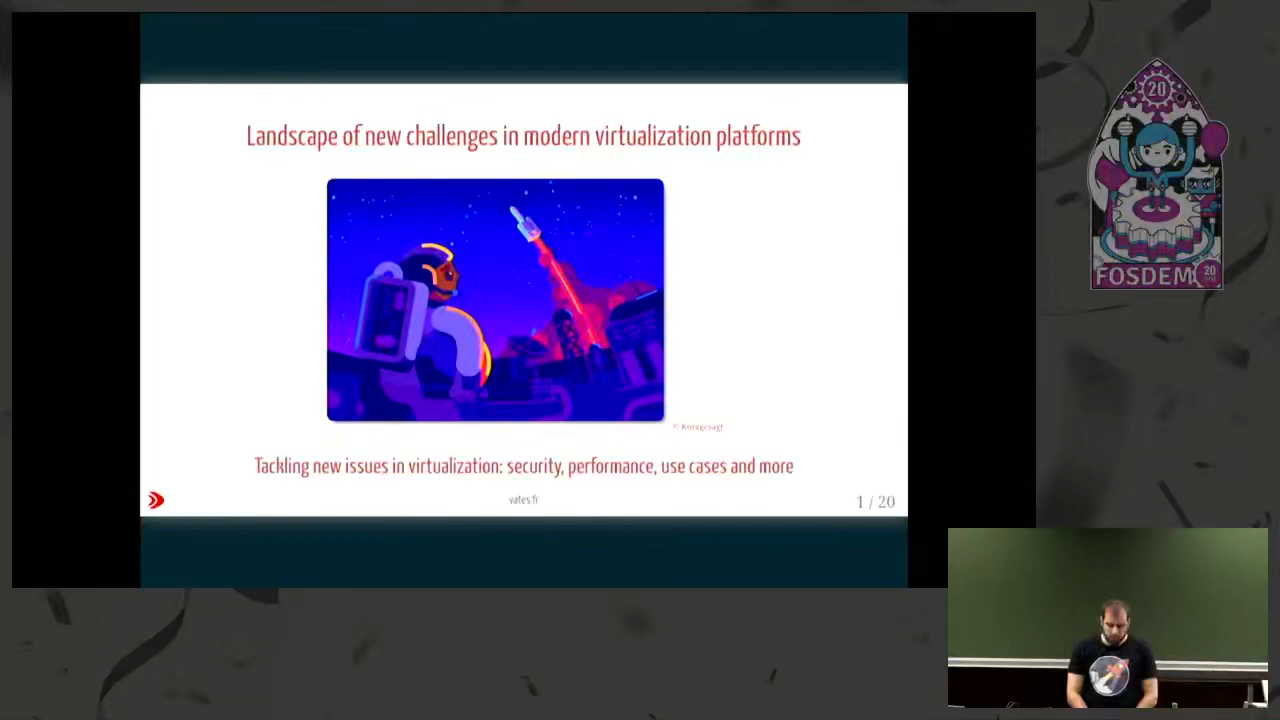 Landscape of new challenges in modern virtualization platforms
© Kurzgesagt
Tackling new issues in virtualization: security, performance, use cases and more
vates.fr
1 / 20
20
FOSDEM
20